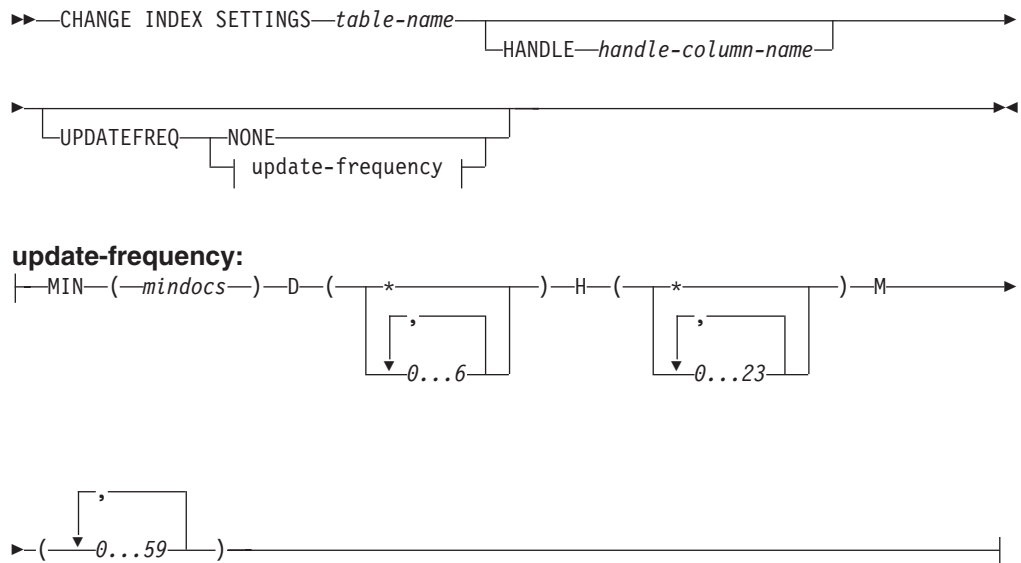 CHANGE INDEX SETTINGS table-name
HANDLE handle-column-name
UPDATEFREQ NONE
update-frequency
update-frequency:
MIN ( mindocs ) D ( * ) H ( * ) M
, ,
0...6 0...23
,
( 0...59 )